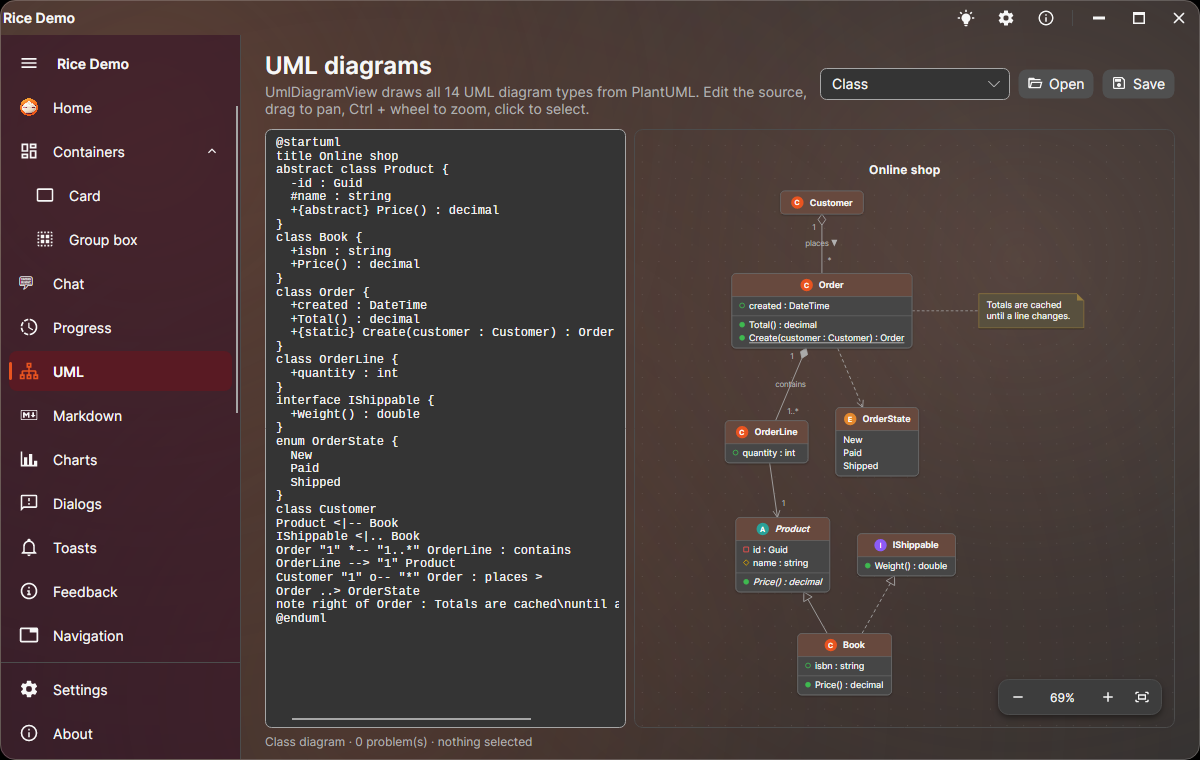 Rice Demo
Rice Demo
Home
Containers
Card
Group box
Chat
Progress
UML
Markdown
Charts
Dialogs
Toasts
Feedback
Navigation
Settings
About
UML diagrams
UmlDiagramView draws all 14 UML diagram types from PlantUML. Edit the source,
drag to pan, Ctrl + wheel to zoom, click to select.
Class
Open
Save
@startuml
title Online shop
abstract class Product {
  -id : Guid
  #name : string
  +{abstract} Price() : decimal
}
class Book {
  +isbn : string
  +Price() : decimal
}
class Order {
  +created : DateTime
  +Total() : decimal
  +{static} Create(customer : Customer) : Order
}
class OrderLine {
  +quantity : int
}
interface IShippable {
  +Weight() : double
}
enum OrderState {
  New
  Paid
  Shipped
}
class Customer
Product <|-- Book
IShippable <|.. Book
Order "1" *-- "1..*" OrderLine : contains
OrderLine --> "1" Product
Customer "1" o-- "*" Order : places >
Order ..> OrderState
note right of Order : Totals are cached\nuntil a
@enduml
Online shop
C Customer
1
places ▼
*
C Order
created : DateTime
Total() : decimal
Create(customer : Customer) : Order
Totals are cached
until a line changes.
1
contains
1..*
C OrderLine
quantity : int
E OrderState
New
Paid
Shipped
1
A Product
id : Guid
name : string
Price() : decimal
I IShippable
Weight() : double
C Book
isbn : string
Price() : decimal
69%
Class diagram · 0 problem(s) · nothing selected